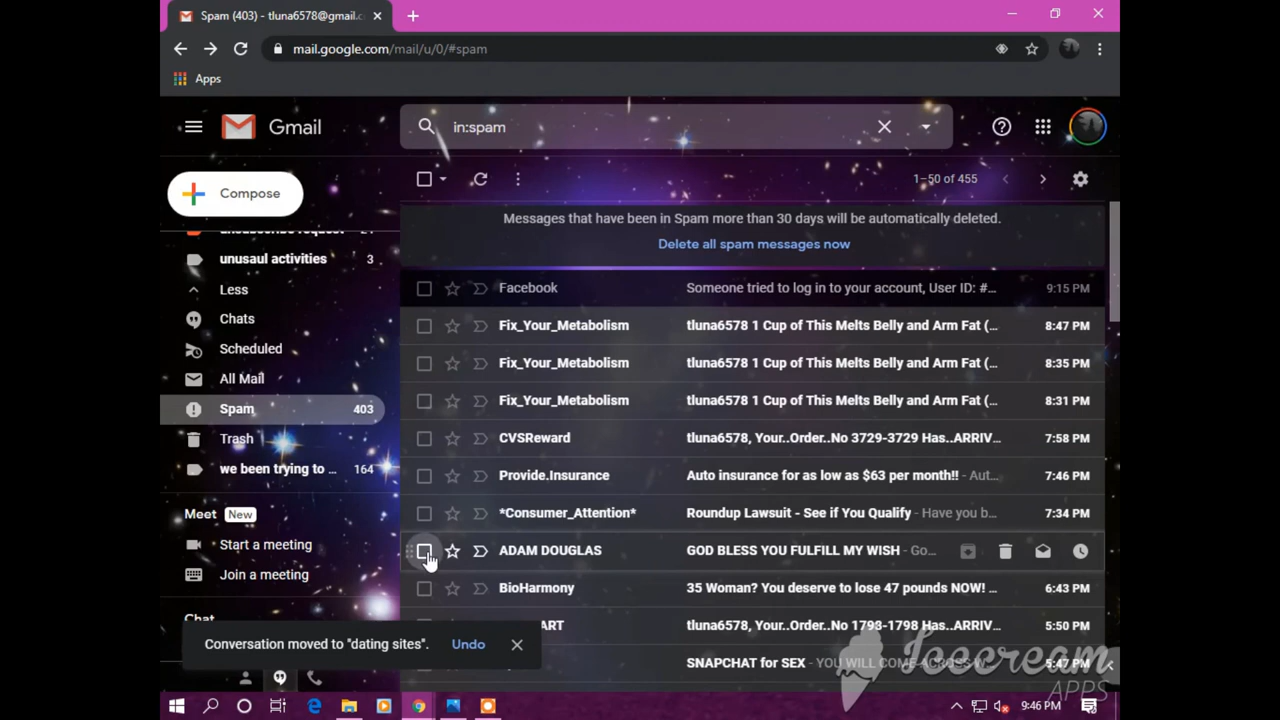 Spam (403) - tluna6578@gmail.c
mail.google.com/mail/u/0/#spam
Apps
Gmail
in:spam
Compose
1–50 of 455
Messages that have been in Spam more than 30 days will be automatically deleted.
Delete all spam messages now
unusaul activities 3
Less
Chats
Scheduled
All Mail
Spam 403
Trash
we been trying to ... 164
Meet New
Start a meeting
Join a meeting
Chat
Facebook Someone tried to log in to your account, User ID: #... 9:15 PM
Fix_Your_Metabolism tluna6578 1 Cup of This Melts Belly and Arm Fat (... 8:47 PM
Fix_Your_Metabolism tluna6578 1 Cup of This Melts Belly and Arm Fat (... 8:35 PM
Fix_Your_Metabolism tluna6578 1 Cup of This Melts Belly and Arm Fat (... 8:31 PM
CVSReward tluna6578, Your..Order..No 3729-3729 Has..ARRIV... 7:58 PM
Provide.Insurance Auto insurance for as low as $63 per month!! - Aut... 7:46 PM
*Consumer_Attention* Roundup Lawsuit - See if You Qualify - Have you b... 7:34 PM
ADAM DOUGLAS GOD BLESS YOU FULFILL MY WISH - Go...
BioHarmony 35 Woman? You deserve to lose 47 pounds NOW! ... 6:43 PM
ART tluna6578, Your..Order..No 1793-1798 Has..ARRIV... 5:50 PM
SNAPCHAT for SEX - YOU WILL COME ACROSS W 5:47 PM
Conversation moved to "dating sites". Undo
Icecream
APPS
9:46 PM